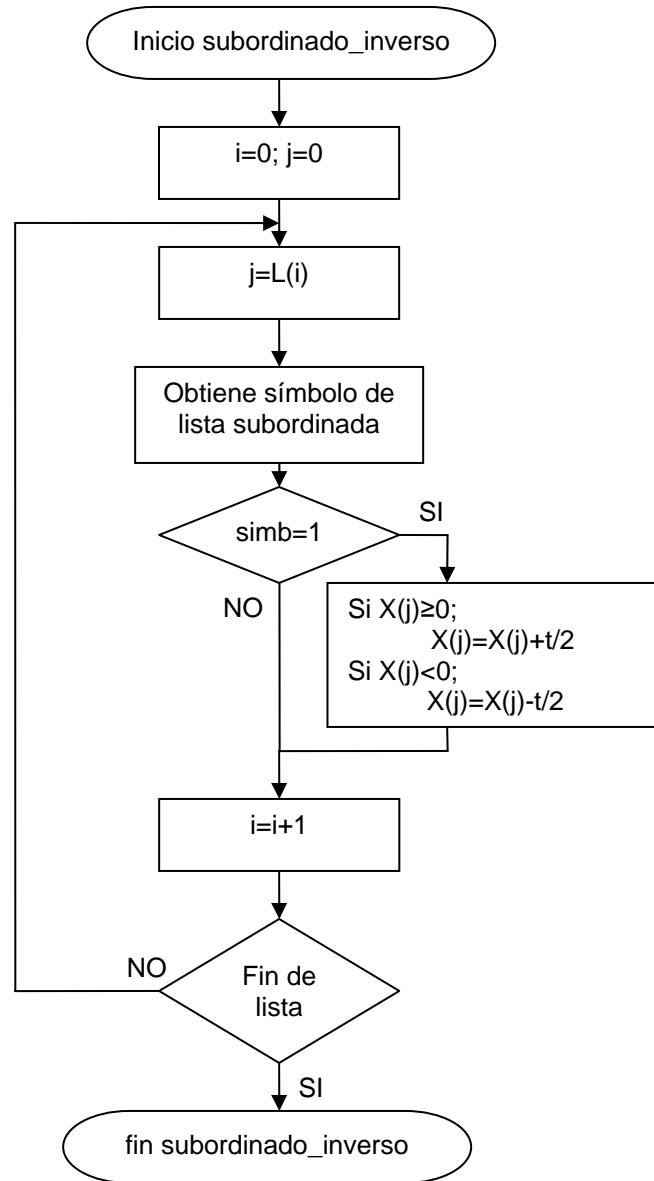 Inicio subordinado_inverso
i=0; j=0
j=L(i)
Obtiene símbolo de
lista subordinada
simb=1
SI
NO
Si X(j)≥0;
X(j)=X(j)+t/2
Si X(j)<0;
X(j)=X(j)-t/2
i=i+1
NO
Fin de
lista
SI
fin subordinado_inverso